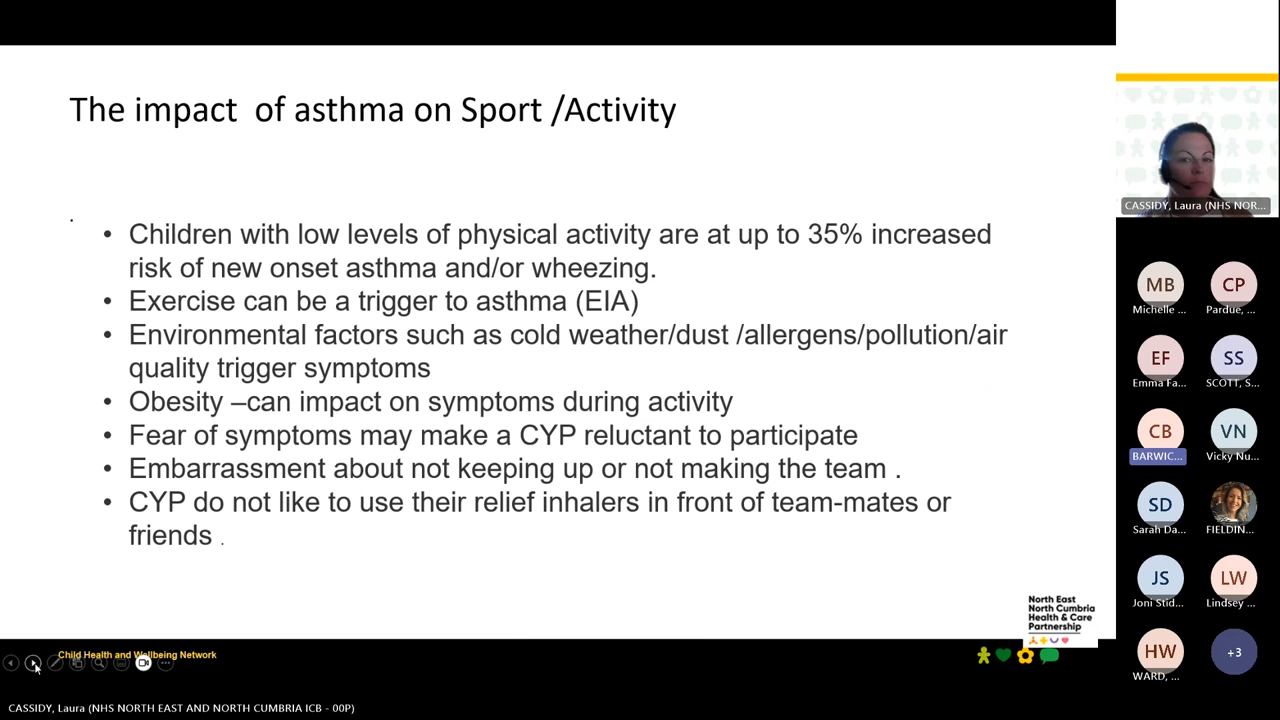 The impact  of asthma on Sport /Activity
.
• Children with low levels of physical activity are at up to 35% increased
risk of new onset asthma and/or wheezing.
• Exercise can be a trigger to asthma (EIA)
• Environmental factors such as cold weather/dust /allergens/pollution/air
quality trigger symptoms
• Obesity –can impact on symptoms during activity
• Fear of symptoms may make a CYP reluctant to participate
• Embarrassment about not keeping up or not making the team .
• CYP do not like to use their relief inhalers in front of team-mates or
friends .
North East
North Cumbria
Health & Care
Partnership
Child Health and Wellbeing Network
CASSIDY, Laura (NHS NORTH EAST AND NORTH CUMBRIA ICB - 00P)
CASSIDY, Laura (NHS NOR...
MB
Michelle ...
CP
Pardue, ...
EF
Emma Fa...
SS
SCOTT, S...
CB
BARWIC...
VN
Vicky Nu...
SD
Sarah Da...
FIELDIN...
JS
Joni Stid...
LW
Lindsey ...
HW
WARD, ...
+3